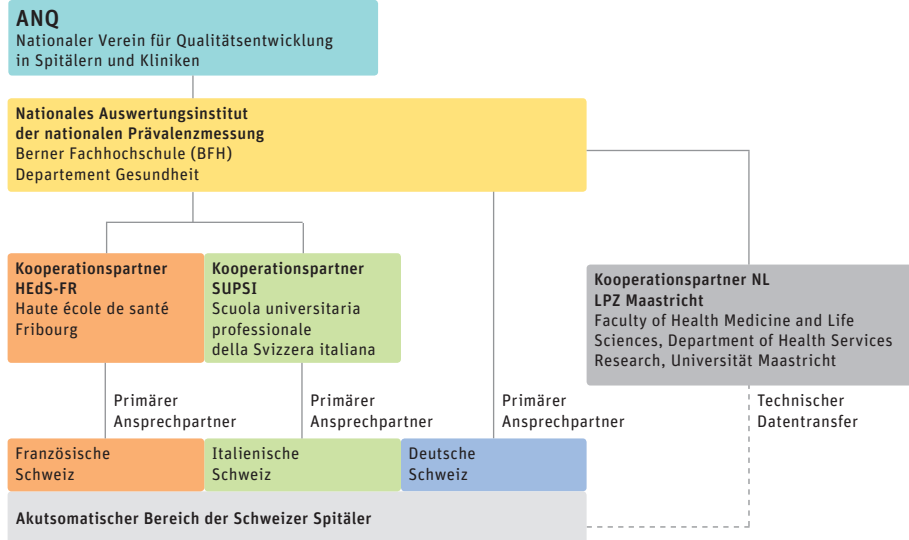 ANQ
Nationaler Verein für Qualitätsentwicklung
in Spitälern und Kliniken
Nationales Auswertungsinstitut
der nationalen Prävalenzmessung
Berner Fachhochschule (BFH)
Departement Gesundheit
Kooperationspartner
HEdS-FR
Haute école de santé
Fribourg
Kooperationspartner
SUPSI
Scuola universitaria
professionale
della Svizzera italiana
Kooperationspartner NL
LPZ Maastricht
Faculty of Health Medicine and Life
Sciences, Department of Health Services
Research, Universität Maastricht
Primärer
Ansprechpartner
Primärer
Ansprechpartner
Primärer
Ansprechpartner
Technischer
Datentransfer
Französische
Schweiz
Italienische
Schweiz
Deutsche
Schweiz
Akutsomatischer Bereich der Schweizer Spitäler